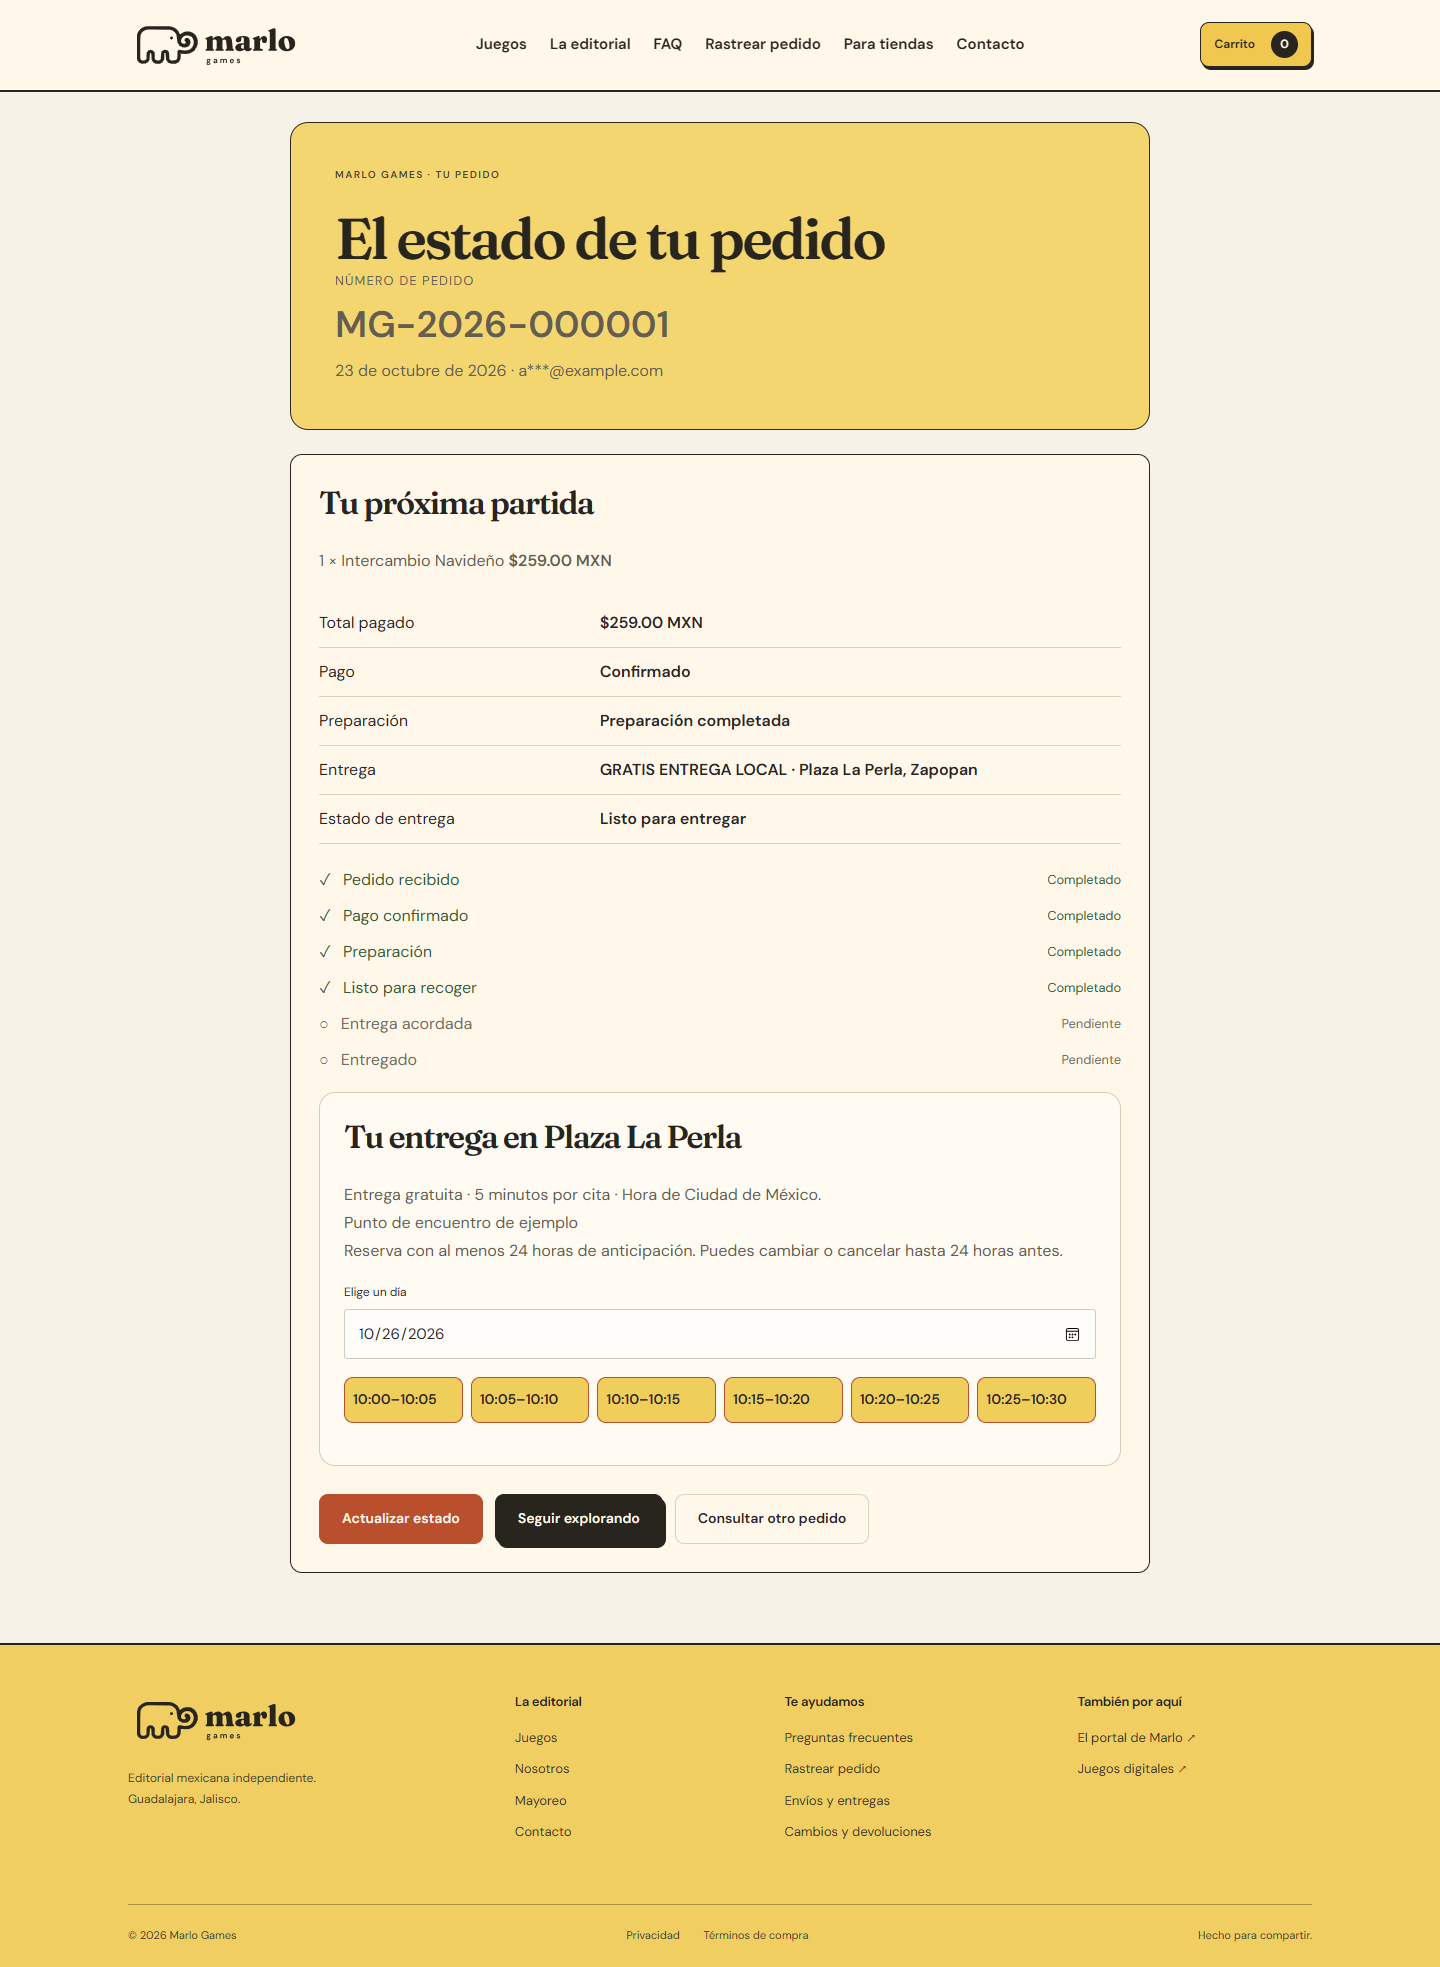 marlo
games
Juegos La editorial FAQ Rastrear pedido Para tiendas Contacto
Carrito 0
MARLO GAMES · TU PEDIDO
El estado de tu pedido
NÚMERO DE PEDIDO
MG-2026-000001
23 de octubre de 2026 · a***@example.com
Tu próxima partida
1 × Intercambio Navideño $259.00 MXN
Total pagado $259.00 MXN
Pago Confirmado
Preparación Preparación completada
Entrega GRATIS ENTREGA LOCAL · Plaza La Perla, Zapopan
Estado de entrega Listo para entregar
✓ Pedido recibido Completado
✓ Pago confirmado Completado
✓ Preparación Completado
✓ Listo para recoger Completado
○ Entrega acordada Pendiente
○ Entregado Pendiente
Tu entrega en Plaza La Perla
Entrega gratuita · 5 minutos por cita · Hora de Ciudad de México.
Punto de encuentro de ejemplo
Reserva con al menos 24 horas de anticipación. Puedes cambiar o cancelar hasta 24 horas antes.
Elige un día
10/26/2026
10:00–10:05 10:05–10:10 10:10–10:15 10:15–10:20 10:20–10:25 10:25–10:30
Actualizar estado Seguir explorando Consultar otro pedido
marlo
games
Editorial mexicana independiente.
Guadalajara, Jalisco.
La editorial
Juegos
Nosotros
Mayoreo
Contacto
Te ayudamos
Preguntas frecuentes
Rastrear pedido
Envíos y entregas
Cambios y devoluciones
También por aquí
El portal de Marlo ↗
Juegos digitales ↗
© 2026 Marlo Games Privacidad Términos de compra Hecho para compartir.